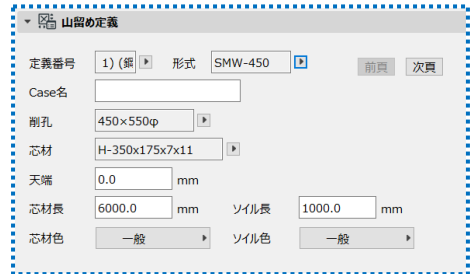 山留め定義
定義番号 1) (鋼 形式 SMW-450 前頁 次頁
Case名
削孔 450×550φ
芯材 H-350x175x7x11
天端 0.0 mm
芯材長 6000.0 mm ソイル長 1000.0 mm
芯材色 一般 ソイル色 一般